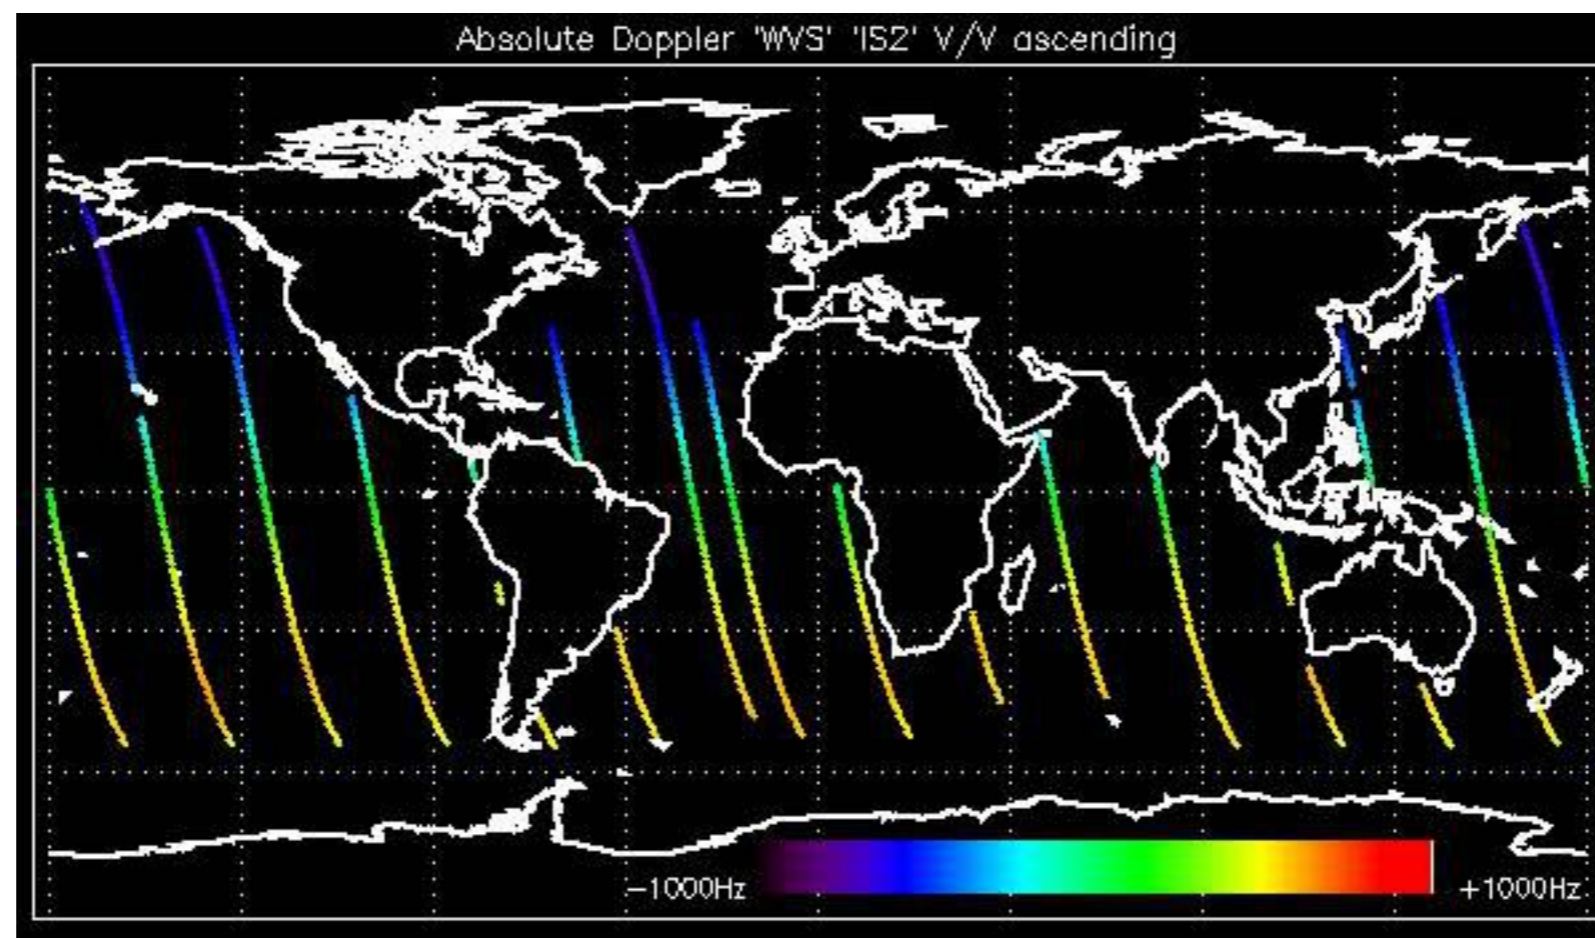 Absolute Doppler 'WVS' 'IS2' V/V ascending
−1000Hz
+1000Hz